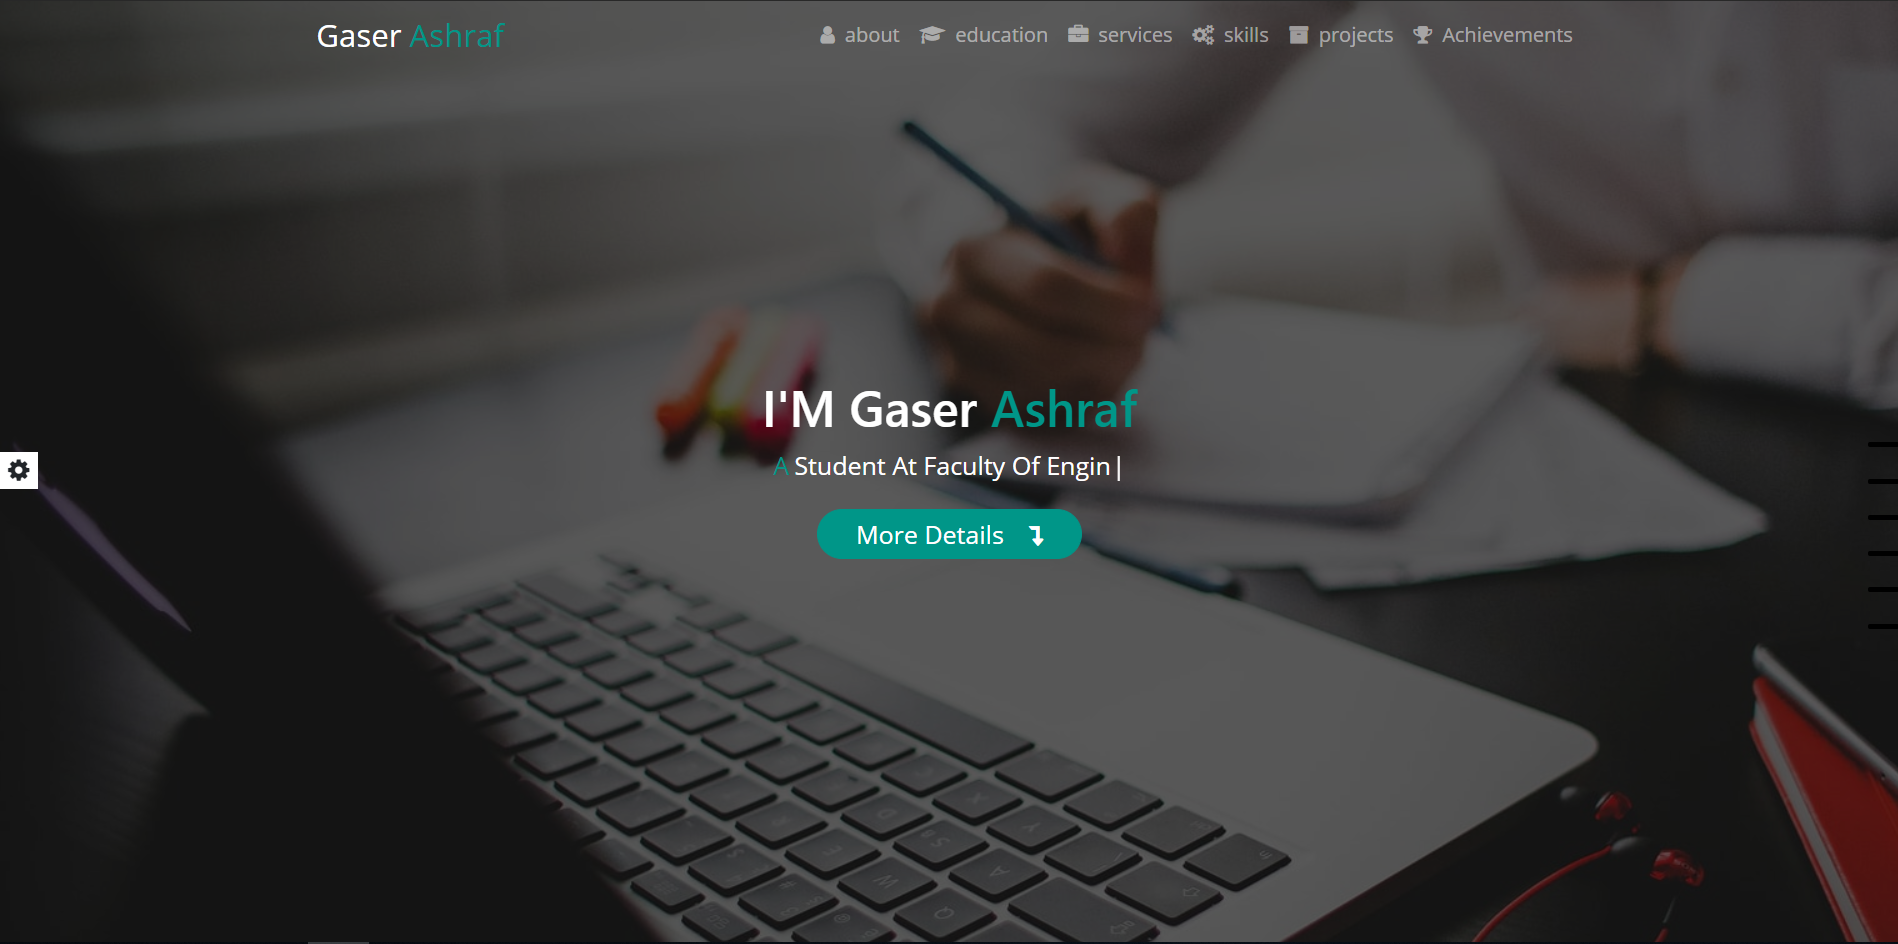 Gaser Ashraf
about education services skills projects Achievements
I'M Gaser Ashraf
A Student At Faculty Of Engin|
More Details